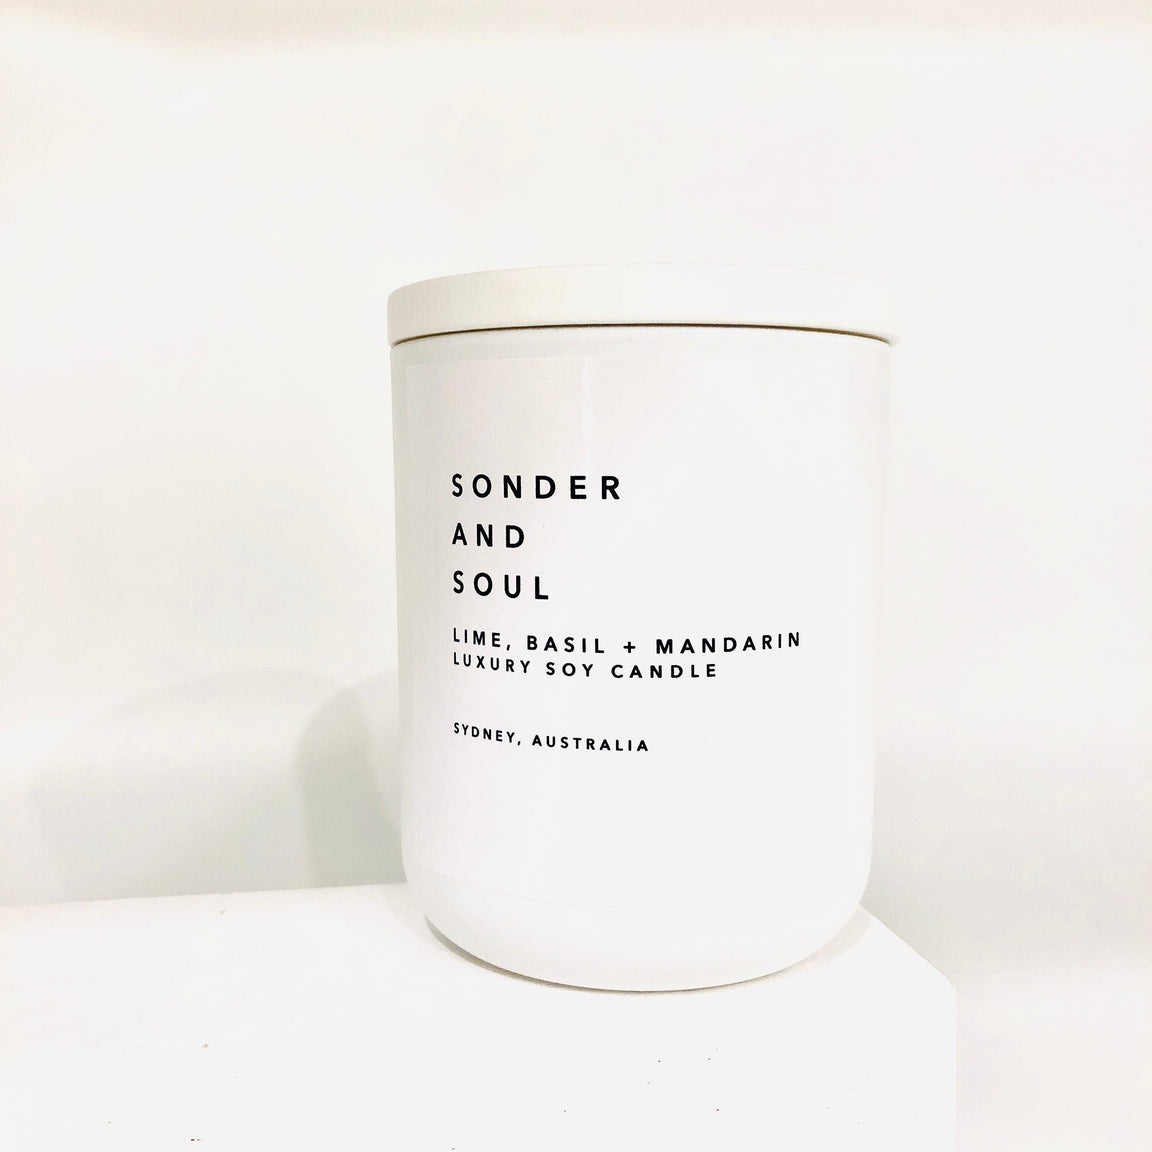 SONDER
AND
SOUL
LIME, BASIL + MANDARIN
LUXURY SOY CANDLE
SYDNEY, AUSTRALIA